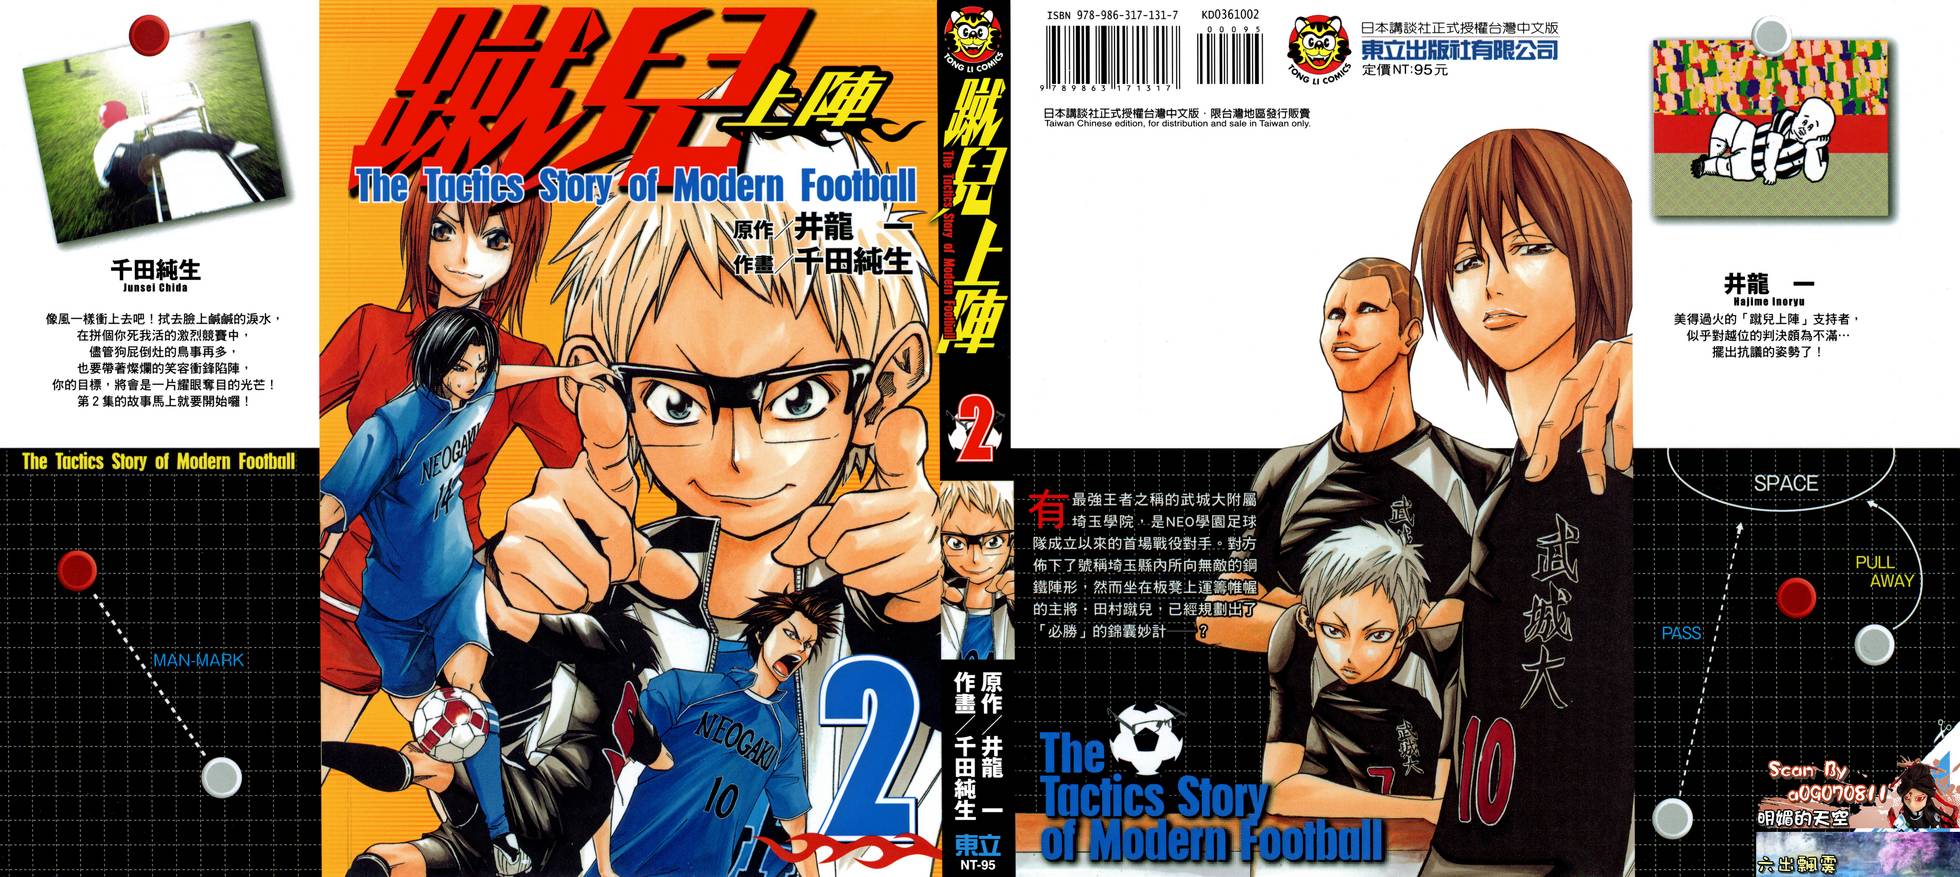 千田純生
Junsei Chida
像風一樣衝上去吧！拭去臉上鹹鹹的淚水，
在拼個你死我活的激烈競賽中，
儘管狗屁倒灶的鳥事再多，
也要帶著燦爛的笑容衝鋒陷陣，
你的目標，將會是一片耀眼奪目的光芒！
第2集的故事馬上就要開始囉！
The Tactics Story of Modern Football
MAN-MARK
蹴兒上陣
The Tactics Story of Modern Football
原作／井龍 一
作畫／千田純生
NEOGAKU
14
NEOGAKU
10
2
TONG LI COMICS
蹴兒上陣
The Tactics Story of Modern Football
2
原作／井龍 一
作畫／千田純生
東立
NT-95
ISBN 978-986-317-131-7
KD0361002
00095
9789863171317
TONG LI COMICS
日本講談社正式授權台灣中文版
東立出版社有限公司
定價NT:95元
日本講談社正式授權台灣中文版・限台灣地區發行販賣
Taiwan Chinese edition, for distribution and sale in Taiwan only.
有最強王者之稱的武城大附屬
埼玉學院，是NEO學園足球
隊成立以來的首場戰役對手。對方
佈下了號稱埼玉縣內所向無敵的鋼
鐵陣形，然而坐在板凳上運籌帷幄
的主將・田村蹴兒，已經規劃出了
「必勝」的錦囊妙計——？
武城大
10
武城大
7
The
Tactics Story
of Modern Football
井龍 一
Hajime Inoryu
美得過火的「蹴兒上陣」支持者，
似乎對越位的判決頗為不滿…
擺出抗議的姿勢了！
SPACE
PULL
AWAY
PASS
Scan By
a09070811
明媚的天空
六出飄霙